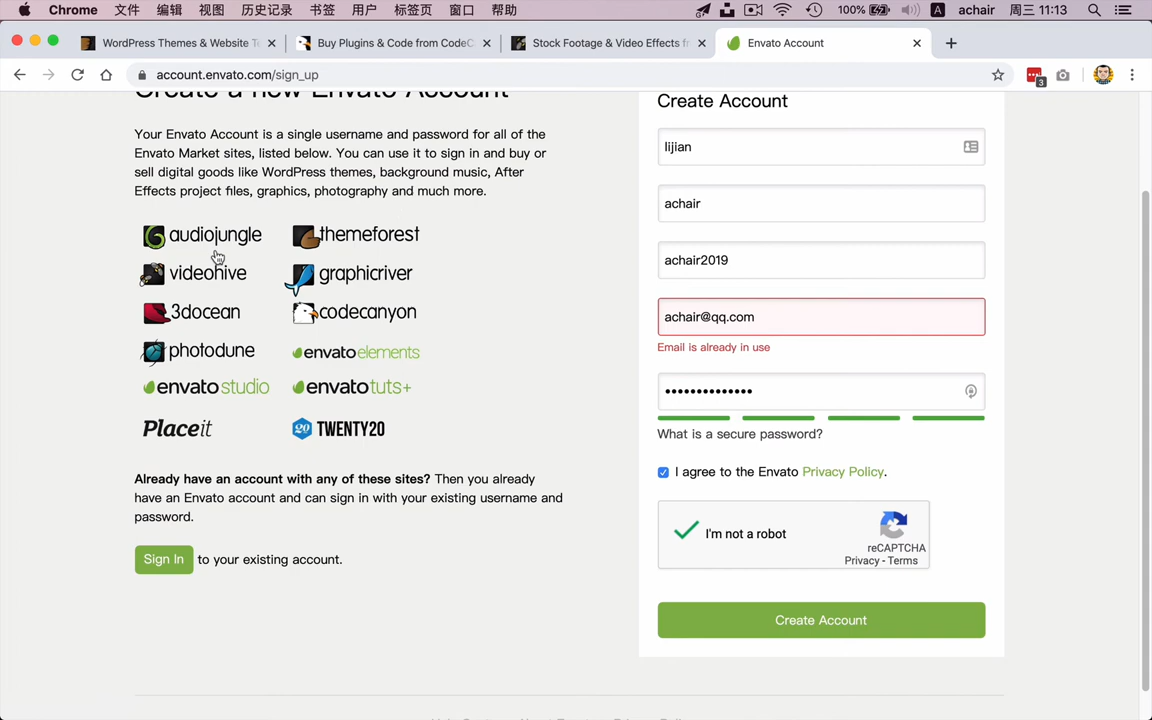 Chrome 文件 编辑 视图 历史记录 书签 用户 标签页 窗口 帮助 100% A achair 周三 11:13
WordPress Themes & Website Te
Buy Plugins & Code from CodeC
Stock Footage & Video Effects fr
Envato Account
account.envato.com/sign_up
3
Create a new Envato Account
Your Envato Account is a single username and password for all of the
Envato Market sites, listed below. You can use it to sign in and buy or
sell digital goods like WordPress themes, background music, After
Effects project files, graphics, photography and much more.
audiojungle themeforest
videohive graphicriver
3docean codecanyon
photodune envatoelements
envatostudio envatotuts+
Placeit 20 TWENTY20
Already have an account with any of these sites? Then you already
have an Envato account and can sign in with your existing username and
password.
Sign In to your existing account.
Create Account
lijian
achair
achair2019
achair@qq.com
Email is already in use
What is a secure password?
I agree to the Envato Privacy Policy.
I'm not a robot
reCAPTCHA
Privacy - Terms
Create Account